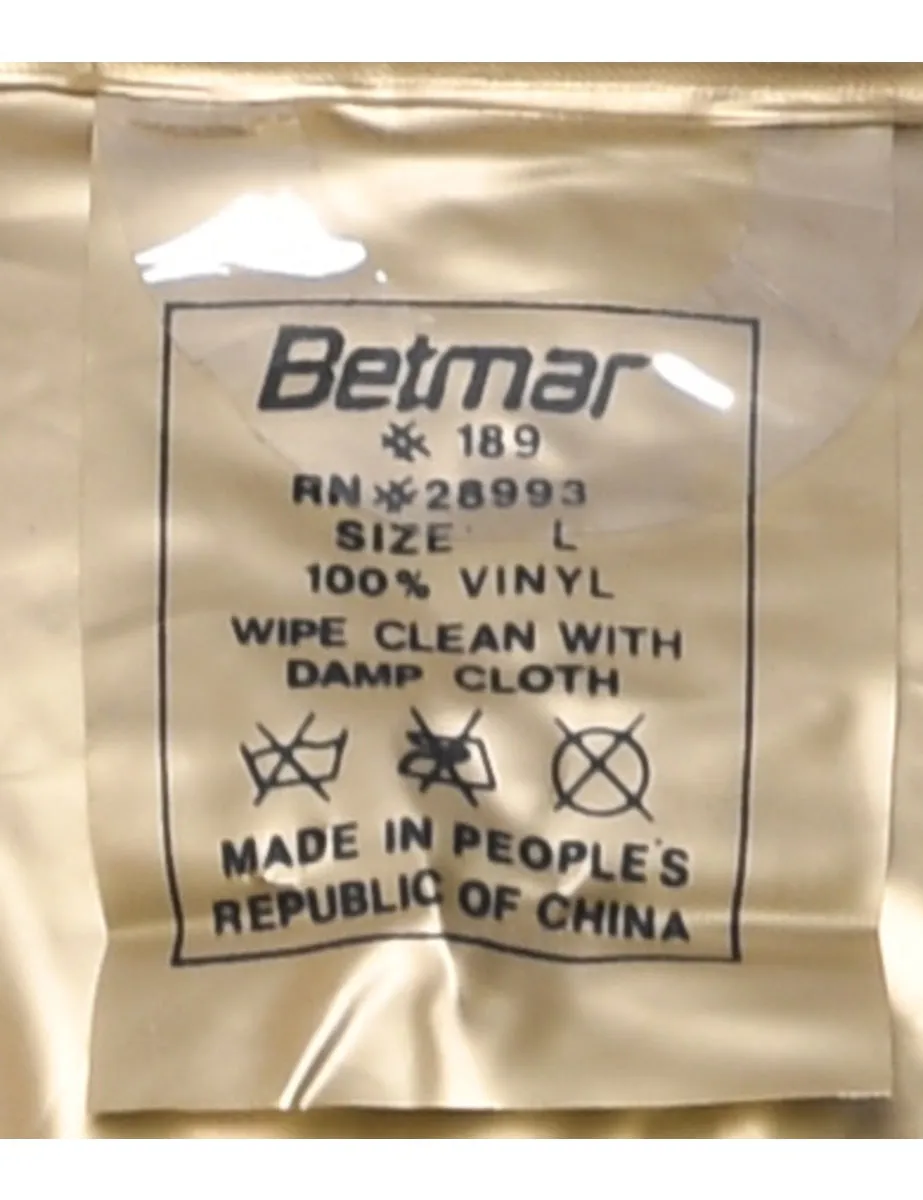 Betmar
※ 189
RN※28993
SIZE L
100% VINYL
WIPE CLEAN WITH
DAMP CLOTH
MADE IN PEOPLE'S
REPUBLIC OF CHINA